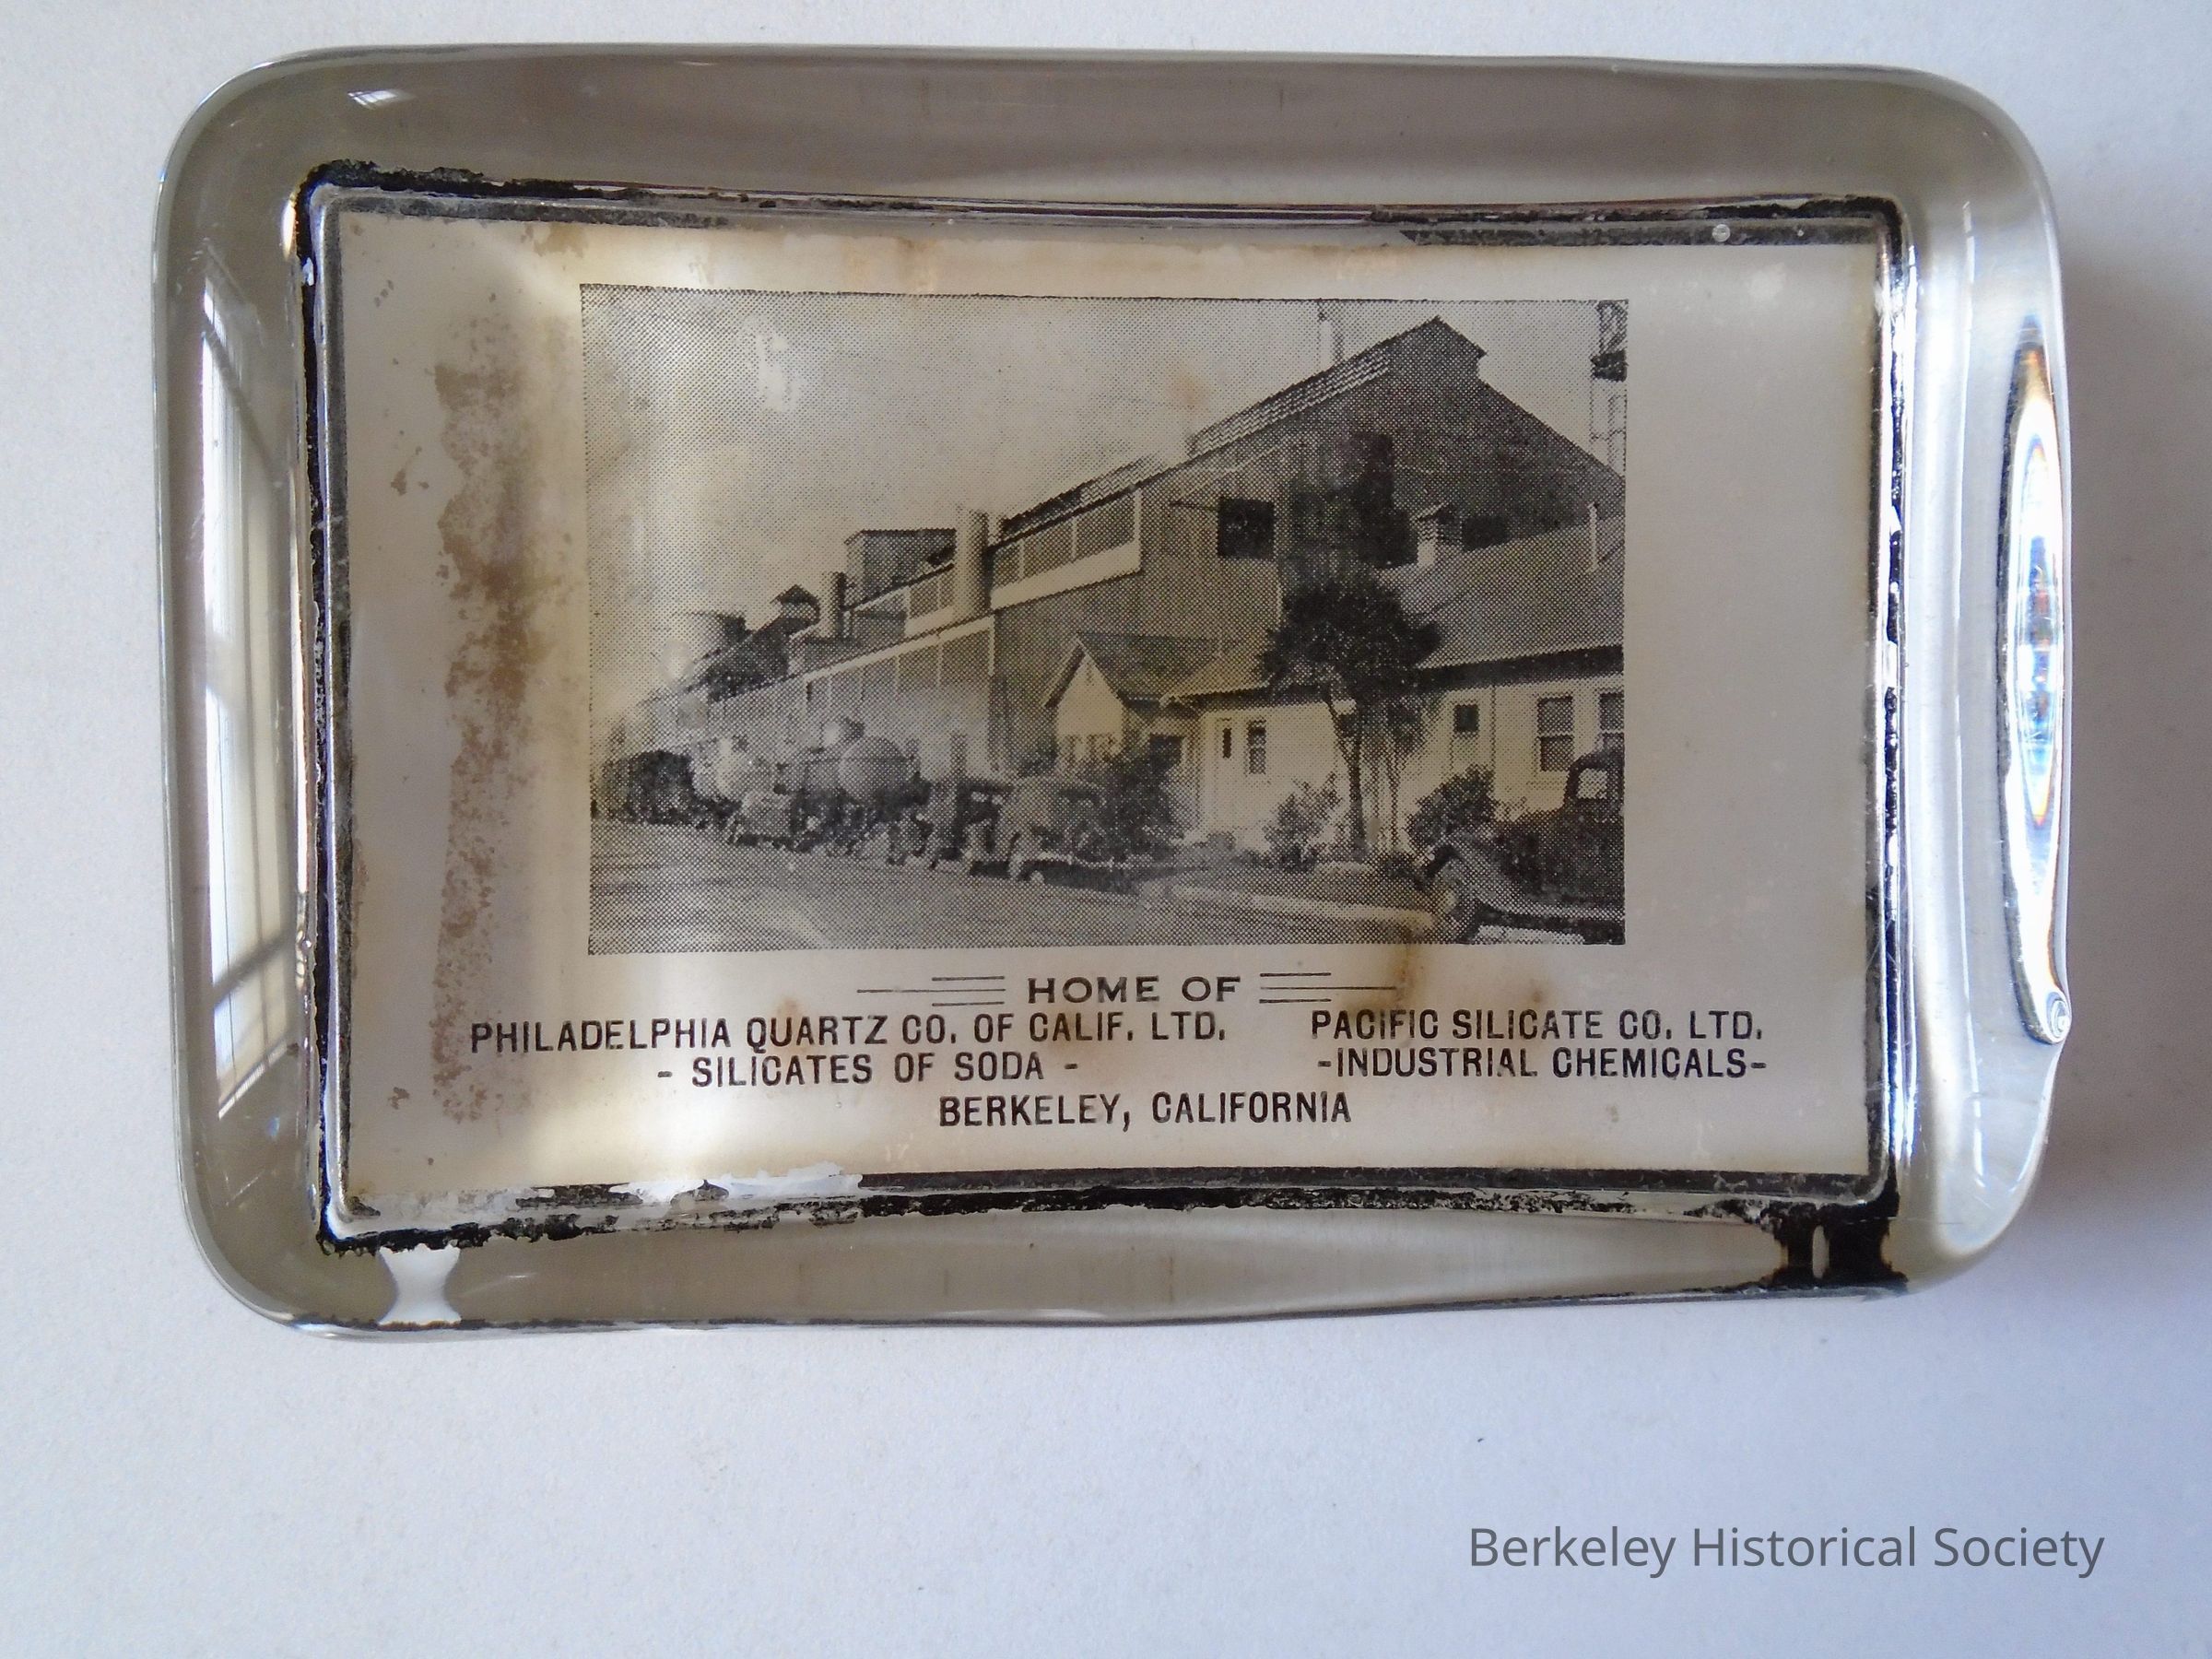 HOME OF
PHILADELPHIA QUARTZ CO. OF CALIF. LTD.
- SILICATES OF SODA -
PACIFIC SILICATE CO. LTD.
-INDUSTRIAL CHEMICALS-
BERKELEY, CALIFORNIA
Berkeley Historical Society